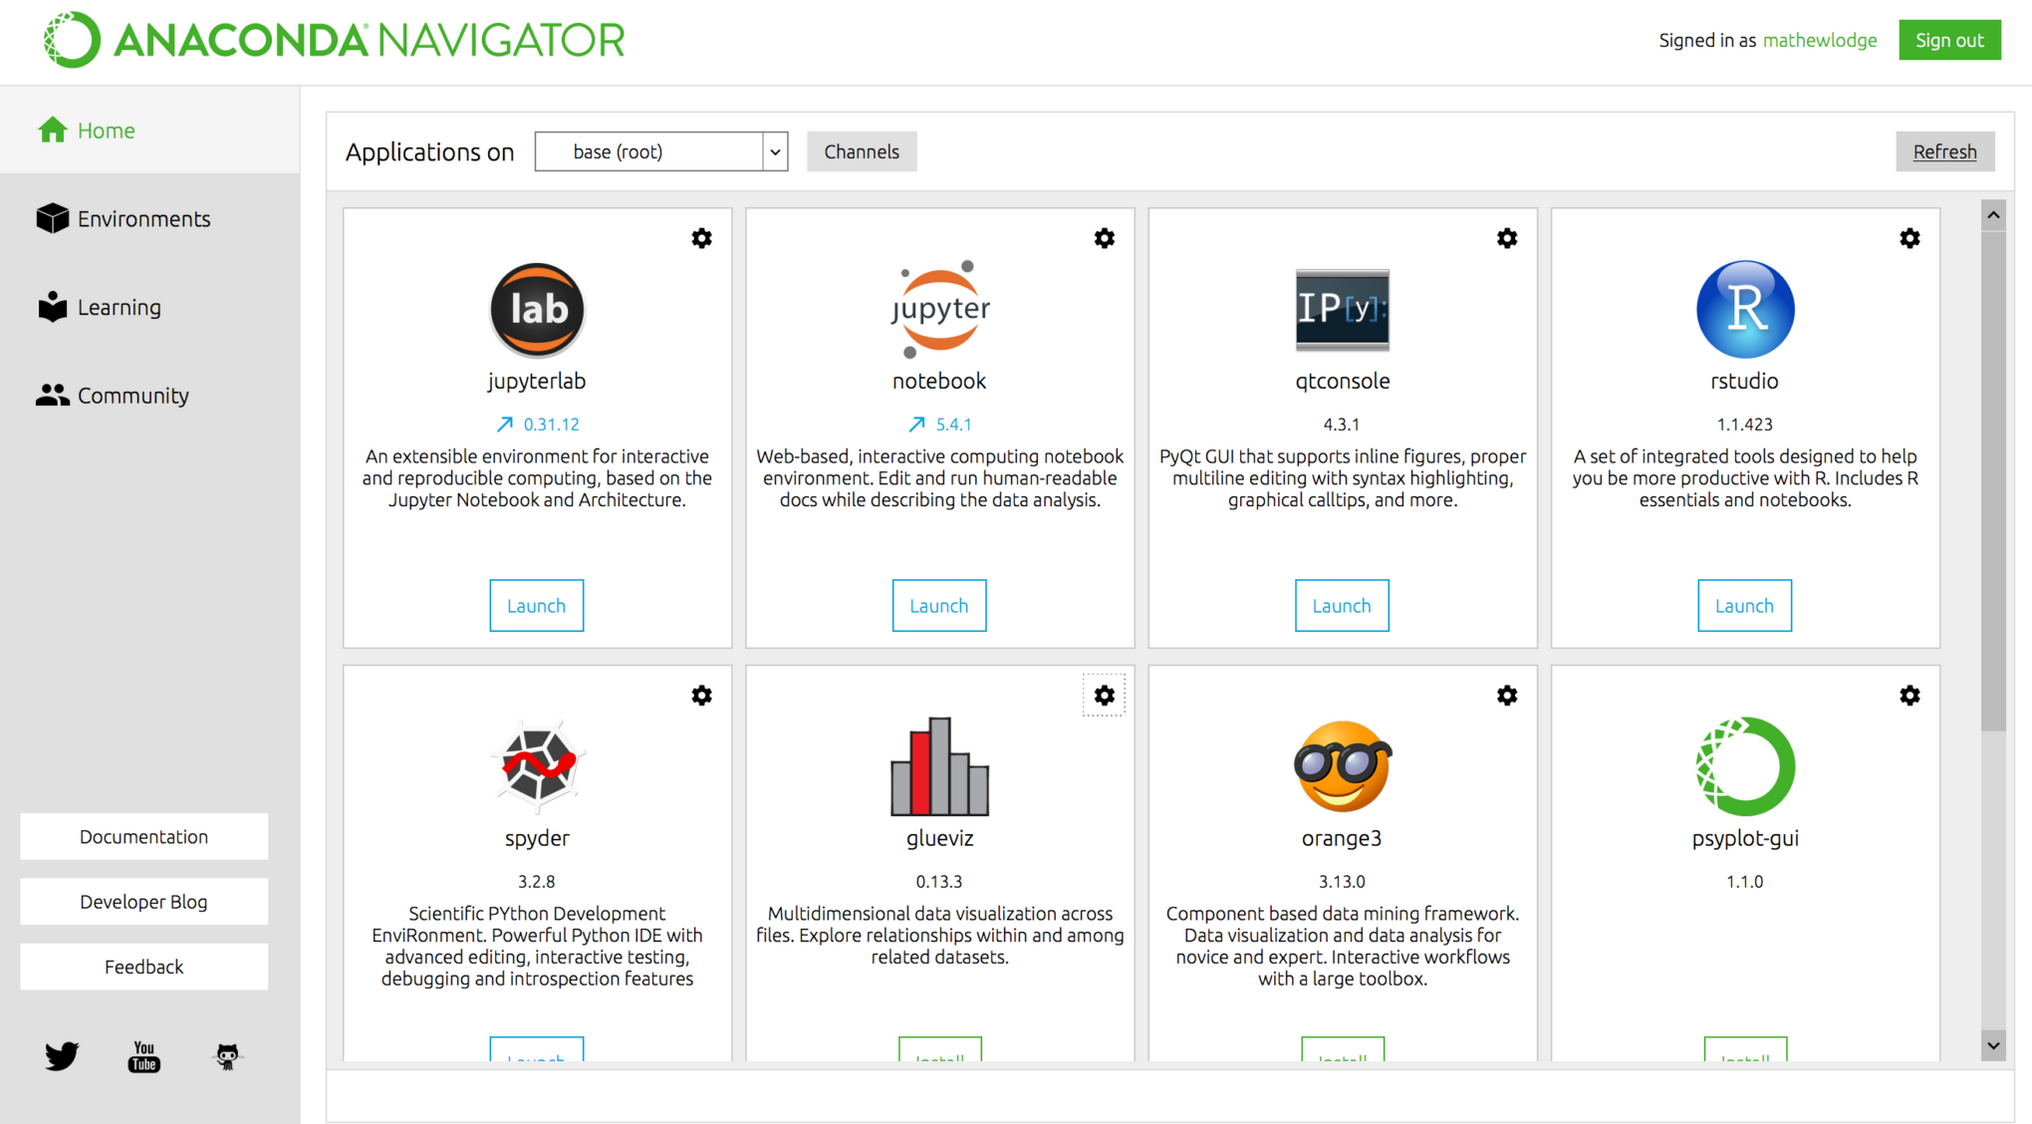 ANACONDA NAVIGATOR
Signed in as mathewlodge
Sign out
Home
Environments
Learning
Community
Documentation
Developer Blog
Feedback
You
Tube
Applications on
base (root)
Channels
Refresh
lab
jupyterlab
0.31.12
An extensible environment for interactive
and reproducible computing, based on the
Jupyter Notebook and Architecture.
Launch
jupyter
notebook
5.4.1
Web-based, interactive computing notebook
environment. Edit and run human-readable
docs while describing the data analysis.
Launch
IP[y]:
qtconsole
4.3.1
PyQt GUI that supports inline figures, proper
multiline editing with syntax highlighting,
graphical calltips, and more.
Launch
R
rstudio
1.1.423
A set of integrated tools designed to help
you be more productive with R. Includes R
essentials and notebooks.
Launch
spyder
3.2.8
Scientific PYthon Development
EnviRonment. Powerful Python IDE with
advanced editing, interactive testing,
debugging and introspection features
Launch
glueviz
0.13.3
Multidimensional data visualization across
files. Explore relationships within and among
related datasets.
Install
orange3
3.13.0
Component based data mining framework.
Data visualization and data analysis for
novice and expert. Interactive workflows
with a large toolbox.
Install
psyplot-gui
1.1.0
Install